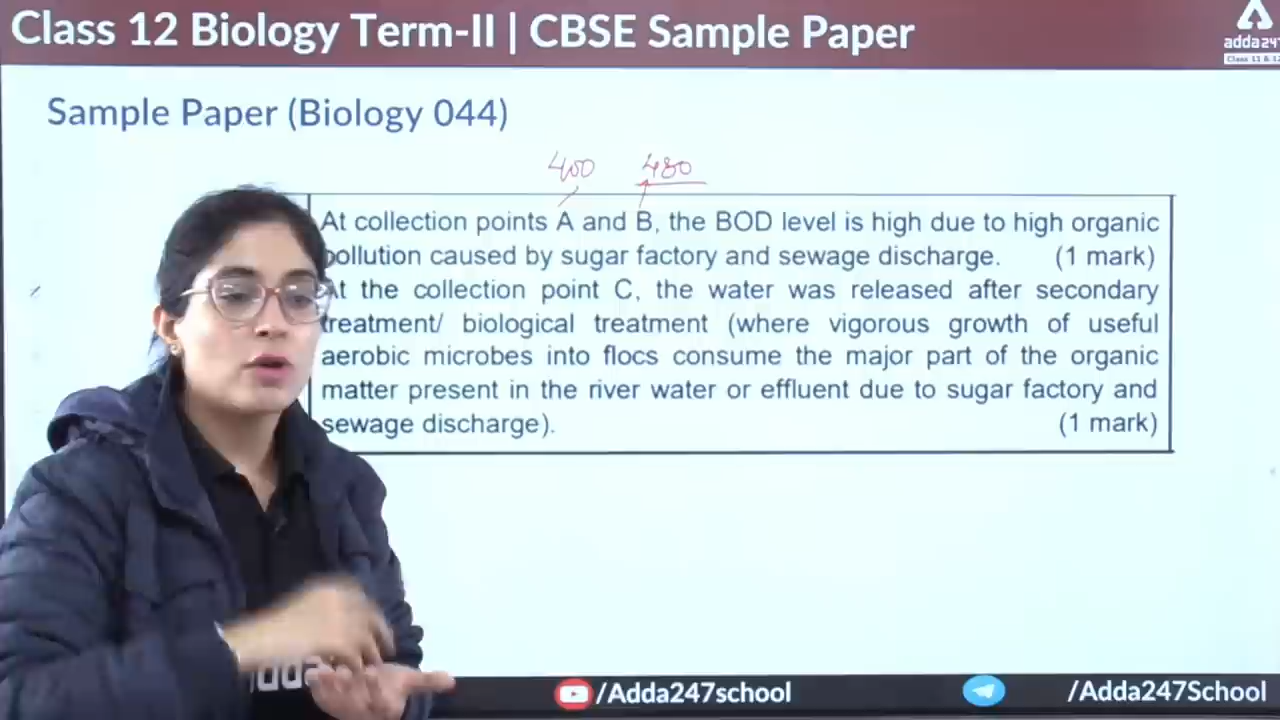 Class 12 Biology Term-II | CBSE Sample Paper
adda247
Class 11 & 12
Sample Paper (Biology 044)
400 480
At collection points A and B, the BOD level is high due to high organic
pollution caused by sugar factory and sewage discharge. (1 mark)
At the collection point C, the water was released after secondary
treatment/ biological treatment (where vigorous growth of useful
aerobic microbes into flocs consume the major part of the organic
matter present in the river water or effluent due to sugar factory and
sewage discharge). (1 mark)
/Adda247school /Adda247School